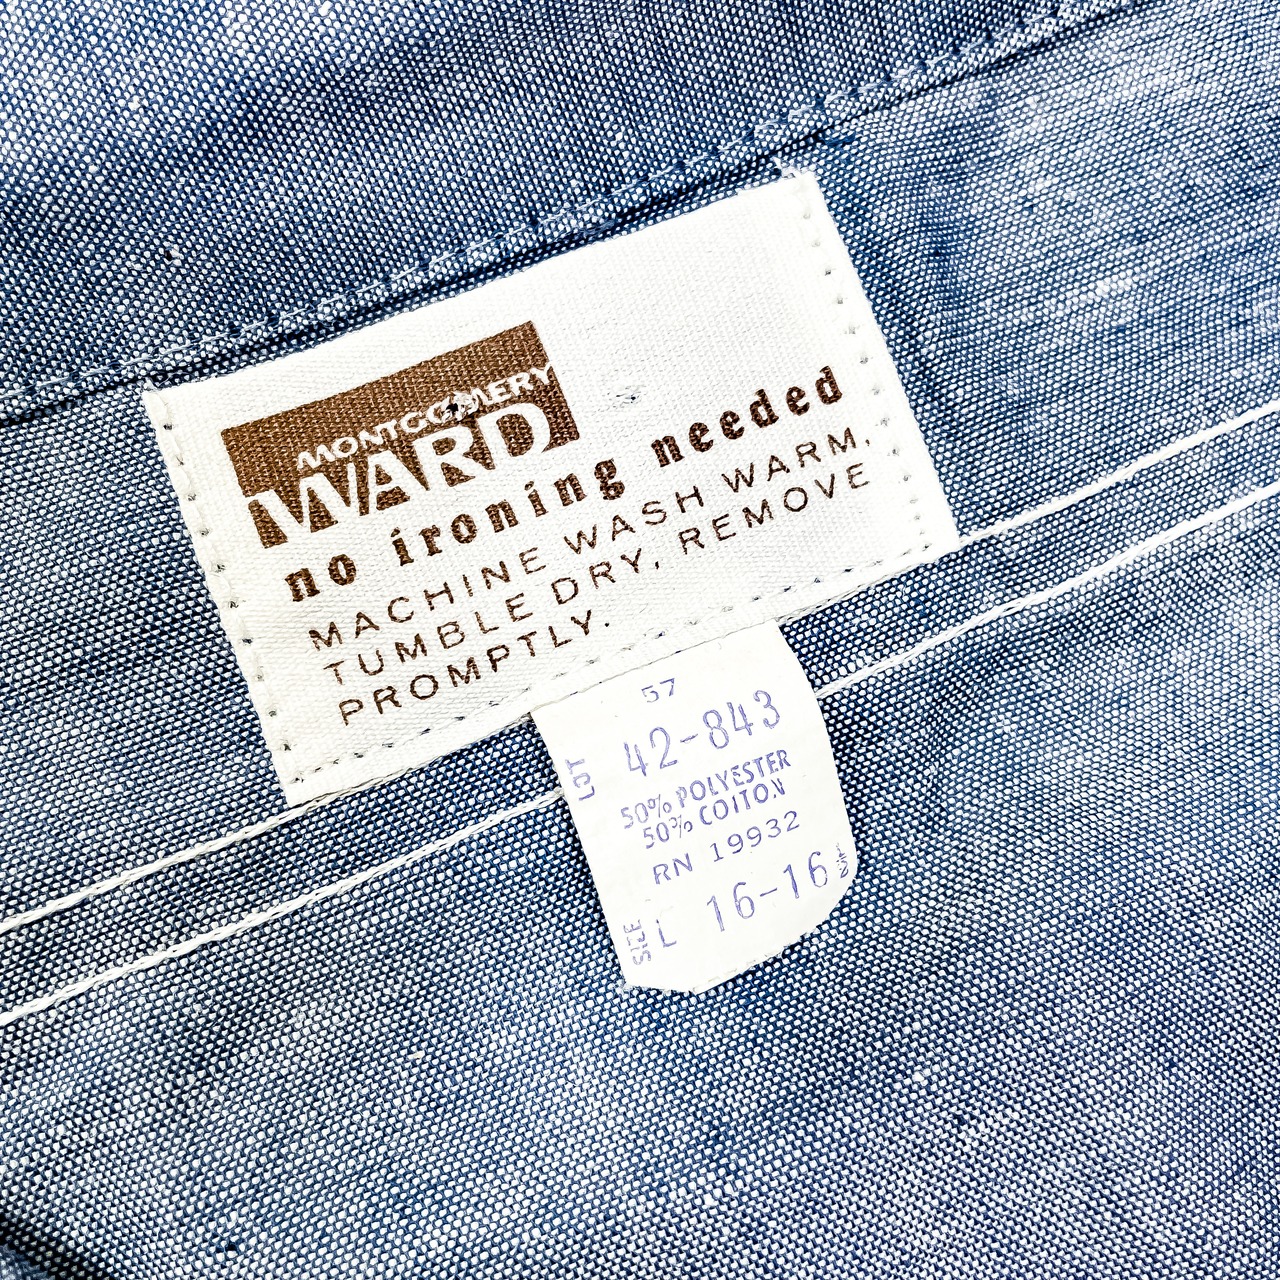 MONTGOMERY
WARD
no ironing needed
MACHINE WASH WARM,
TUMBLE DRY, REMOVE
PROMPTLY.
57
LOT 42-843
50% POLYESTER
50% COTTON
RN 19932
SIZE L 16-16